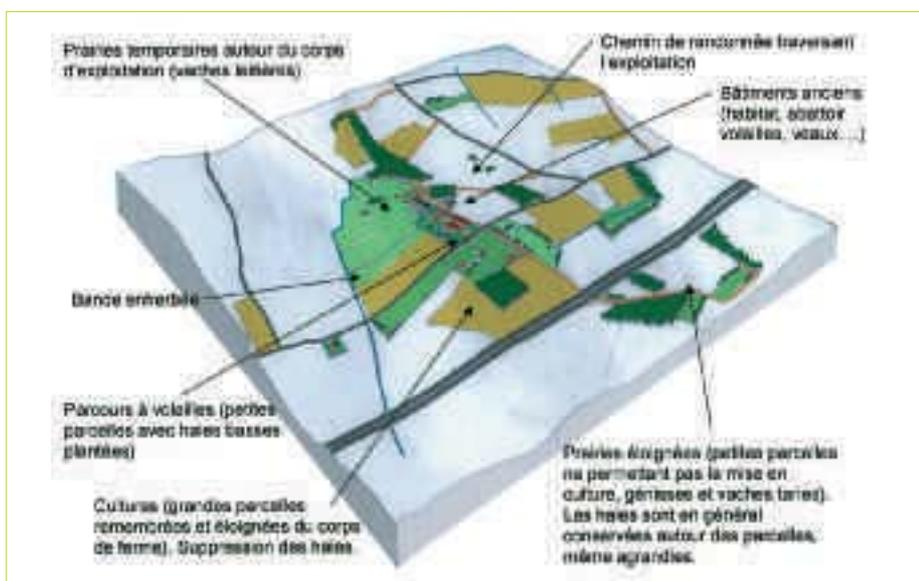 Prairies temporaires autour du corps
d'exploitation (vaches laitières)
Chemin de randonnée traversant
l'exploitation
Bâtiments anciens
(habitat, abattoir
volailles, veaux…)
Bande enherbée
Parcours à volailles (petites
parcelles avec haies basses
plantées)
Cultures (grandes parcelles
remembrées et éloignées du corps
de ferme). Suppression des haies
Prairies éloignées (petites parcelles
ne permettant pas la mise en
culture, génisses et vaches taries).
Les haies sont en général
conservées autour des parcelles,
même agrandies.